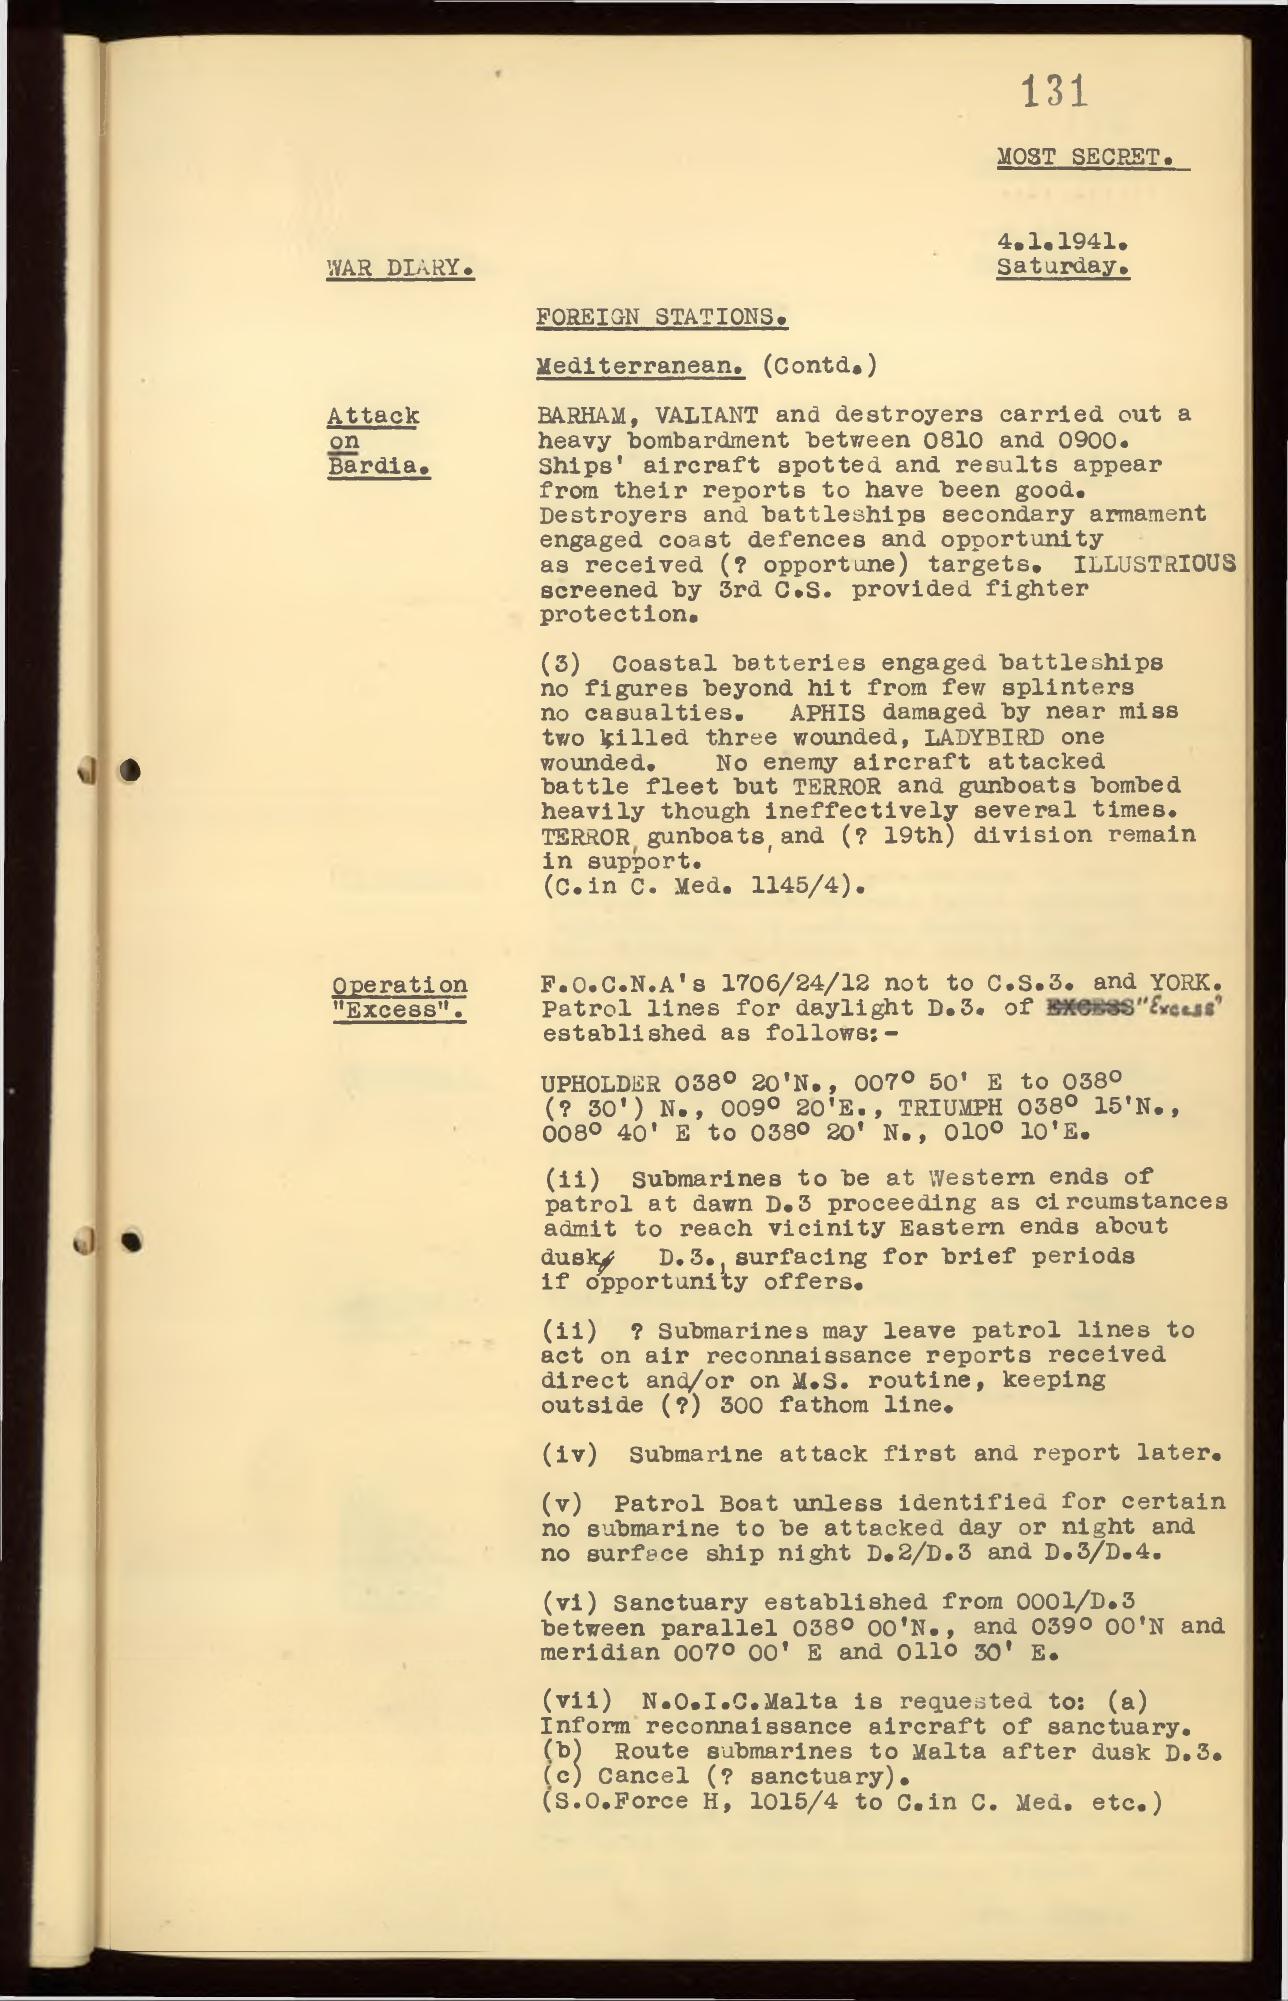 131
MOST SECRET.
4.1.1941.
WAR DIARY. Saturday.
FOREIGN STATIONS.
Mediterranean. (Contd.)
Attack
on
Bardia.
BARHAM, VALIANT and destroyers carried out a
heavy bombardment between 0810 and 0900.
Ships' aircraft spotted and results appear
from their reports to have been good.
Destroyers and battleships secondary armament
engaged coast defences and opportunity
as received (? opportune) targets. ILLUSTRIOUS
screened by 3rd C.S. provided fighter
protection.
(3) Coastal batteries engaged battleships
no figures beyond hit from few splinters
no casualties. APHIS damaged by near miss
two killed three wounded, LADYBIRD one
wounded. No enemy aircraft attacked
battle fleet but TERROR and gunboats bombed
heavily though ineffectively several times.
TERROR, gunboats, and (? 19th) division remain
in support.
(C.in C. Med. 1145/4).
Operation
"Excess".
F.O.C.N.A's 1706/24/12 not to C.S.3. and YORK.
Patrol lines for daylight D.3. of EXCESS "Excess"
established as follows:-
UPHOLDER 038° 20'N., 007° 50' E to 038°
(? 30') N., 009° 20'E., TRIUMPH 038° 15'N.,
008° 40' E to 038° 20' N., 010° 10'E.
(ii) Submarines to be at Western ends of
patrol at dawn D.3 proceeding as circumstances
admit to reach vicinity Eastern ends about
dusk, D.3., surfacing for brief periods
if opportunity offers.
(ii) ? Submarines may leave patrol lines to
act on air reconnaissance reports received
direct and/or on M.S. routine, keeping
outside (?) 300 fathom line.
(iv) Submarine attack first and report later.
(v) Patrol Boat unless identified for certain
no submarine to be attacked day or night and
no surface ship night D.2/D.3 and D.3/D.4.
(vi) Sanctuary established from 0001/D.3
between parallel 038° 00'N., and 039° 00'N and
meridian 007° 00' E and 011° 30' E.
(vii) N.O.I.C.Malta is requested to: (a)
Inform reconnaissance aircraft of sanctuary.
(b) Route submarines to Malta after dusk D.3.
(c) Cancel (? sanctuary).
(S.O.Force H, 1015/4 to C.in C. Med. etc.)